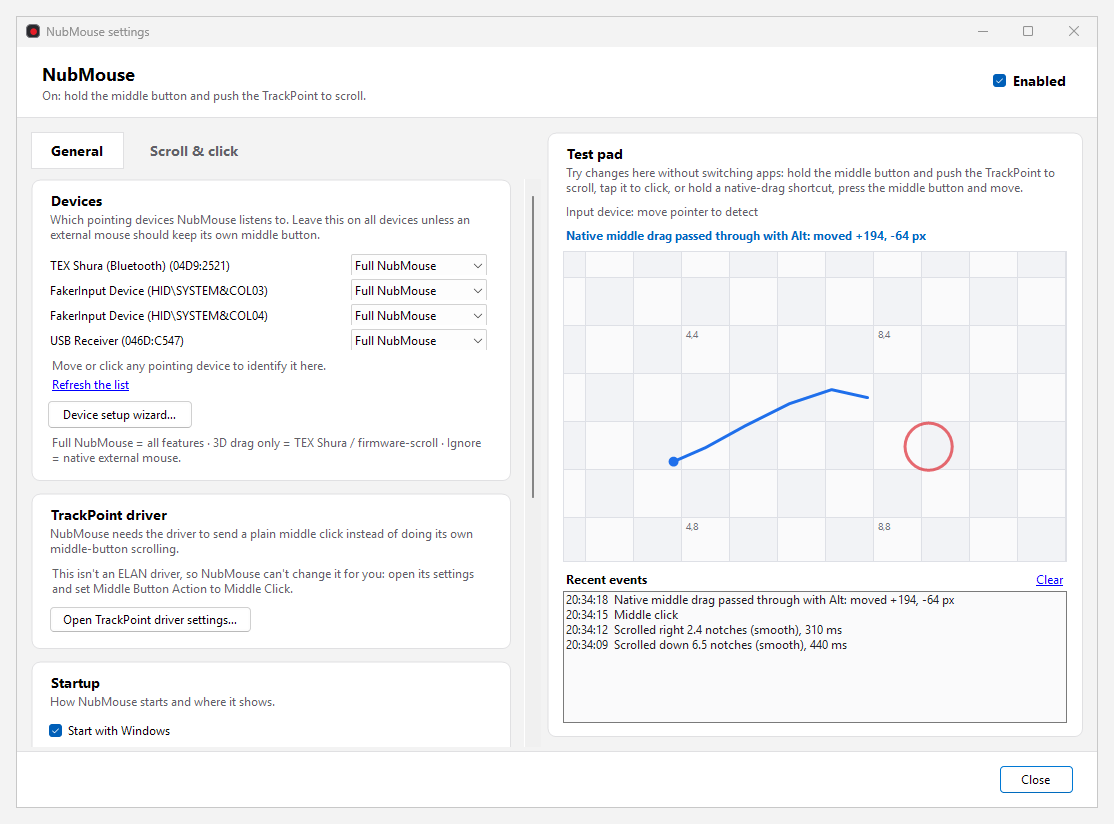 NubMouse settings
NubMouse
On: hold the middle button and push the TrackPoint to scroll.
Enabled
General
Scroll & click
Devices
Which pointing devices NubMouse listens to. Leave this on all devices unless an
external mouse should keep its own middle button.
TEX Shura (Bluetooth) (04D9:2521)
Full NubMouse
FakerInput Device (HID\SYSTEM&COL03)
Full NubMouse
FakerInput Device (HID\SYSTEM&COL04)
Full NubMouse
USB Receiver (046D:C547)
Full NubMouse
Move or click any pointing device to identify it here.
Refresh the list
Device setup wizard...
Full NubMouse = all features · 3D drag only = TEX Shura / firmware-scroll · Ignore
= native external mouse.
TrackPoint driver
NubMouse needs the driver to send a plain middle click instead of doing its own
middle-button scrolling.
This isn't an ELAN driver, so NubMouse can't change it for you: open its settings
and set Middle Button Action to Middle Click.
Open TrackPoint driver settings...
Startup
How NubMouse starts and where it shows.
Start with Windows
Test pad
Try changes here without switching apps: hold the middle button and push the TrackPoint to
scroll, tap it to click, or hold a native-drag shortcut, press the middle button and move.
Input device: move pointer to detect
Native middle drag passed through with Alt: moved +194, -64 px
4,4
8,4
4,8
8,8
Recent events
Clear
20:34:18 Native middle drag passed through with Alt: moved +194, -64 px
20:34:15 Middle click
20:34:12 Scrolled right 2.4 notches (smooth), 310 ms
20:34:09 Scrolled down 6.5 notches (smooth), 440 ms
Close